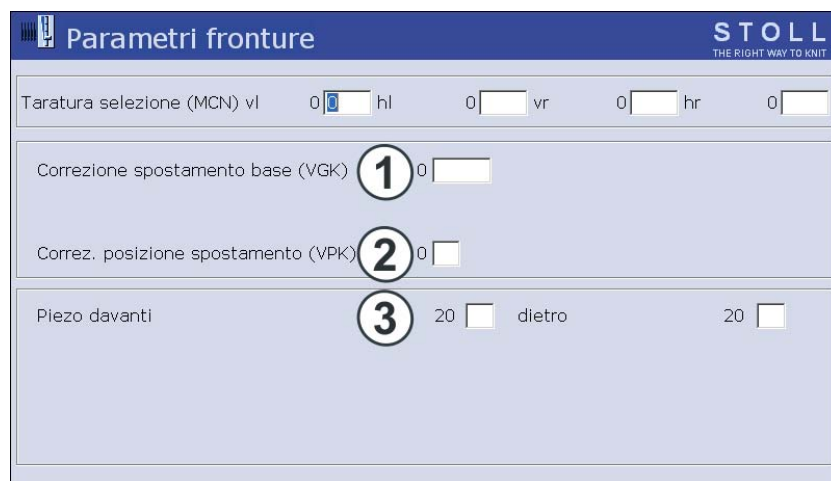 Parametri fronture
STOLL
THE RIGHT WAY TO KNIT
Taratura selezione (MCN) vl 0 0 hl 0 vr 0 hr 0
Correzione spostamento base (VGK) 1 0
Correz. posizione spostamento (VPK) 2 0
Piezo davanti 3 20 dietro 20